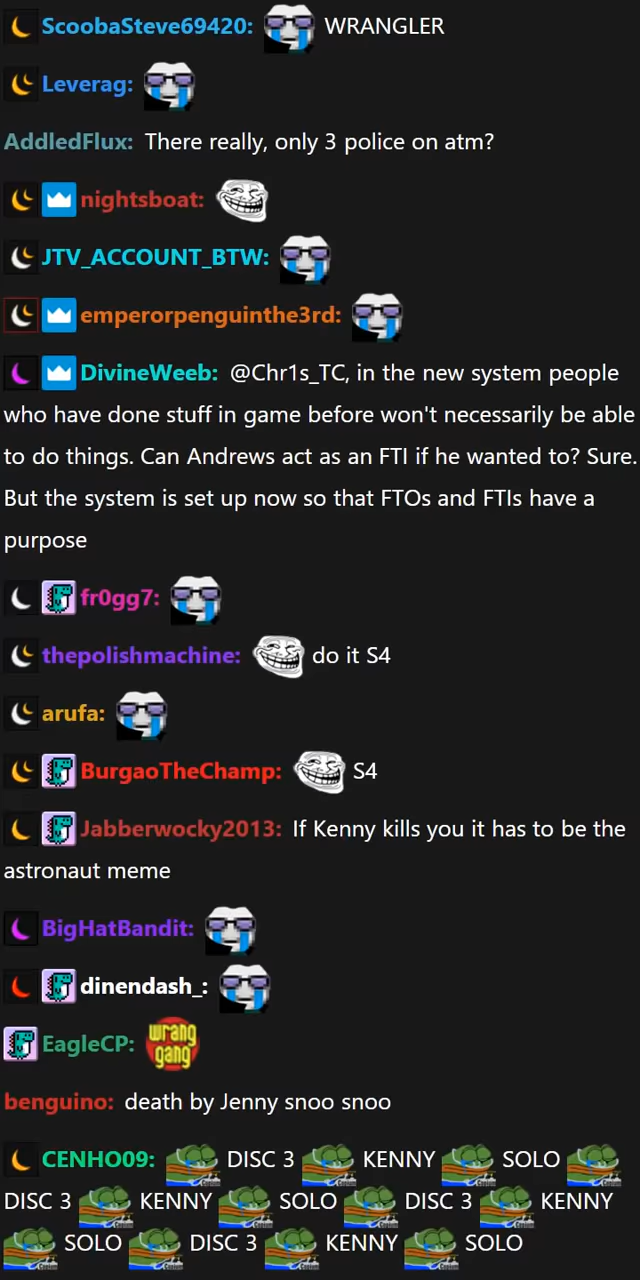 ScoobaSteve69420: WRANGLER
Leverag:
AddledFlux: There really, only 3 police on atm?
nightsboat:
JTV_ACCOUNT_BTW:
emperorpenguinthe3rd:
DivineWeeb: @Chr1s_TC, in the new system people
who have done stuff in game before won't necessarily be able
to do things. Can Andrews act as an FTI if he wanted to? Sure.
But the system is set up now so that FTOs and FTIs have a
purpose
fr0gg7:
thepolishmachine: do it S4
arufa:
BurgaoTheChamp: S4
Jabberwocky2013: If Kenny kills you it has to be the
astronaut meme
BigHatBandit:
dinendash_:
EagleCP: wrang gang
benguino: death by Jenny snoo snoo
CENHO09: DISC 3 KENNY SOLO
DISC 3 KENNY SOLO DISC 3 KENNY
SOLO DISC 3 KENNY SOLO